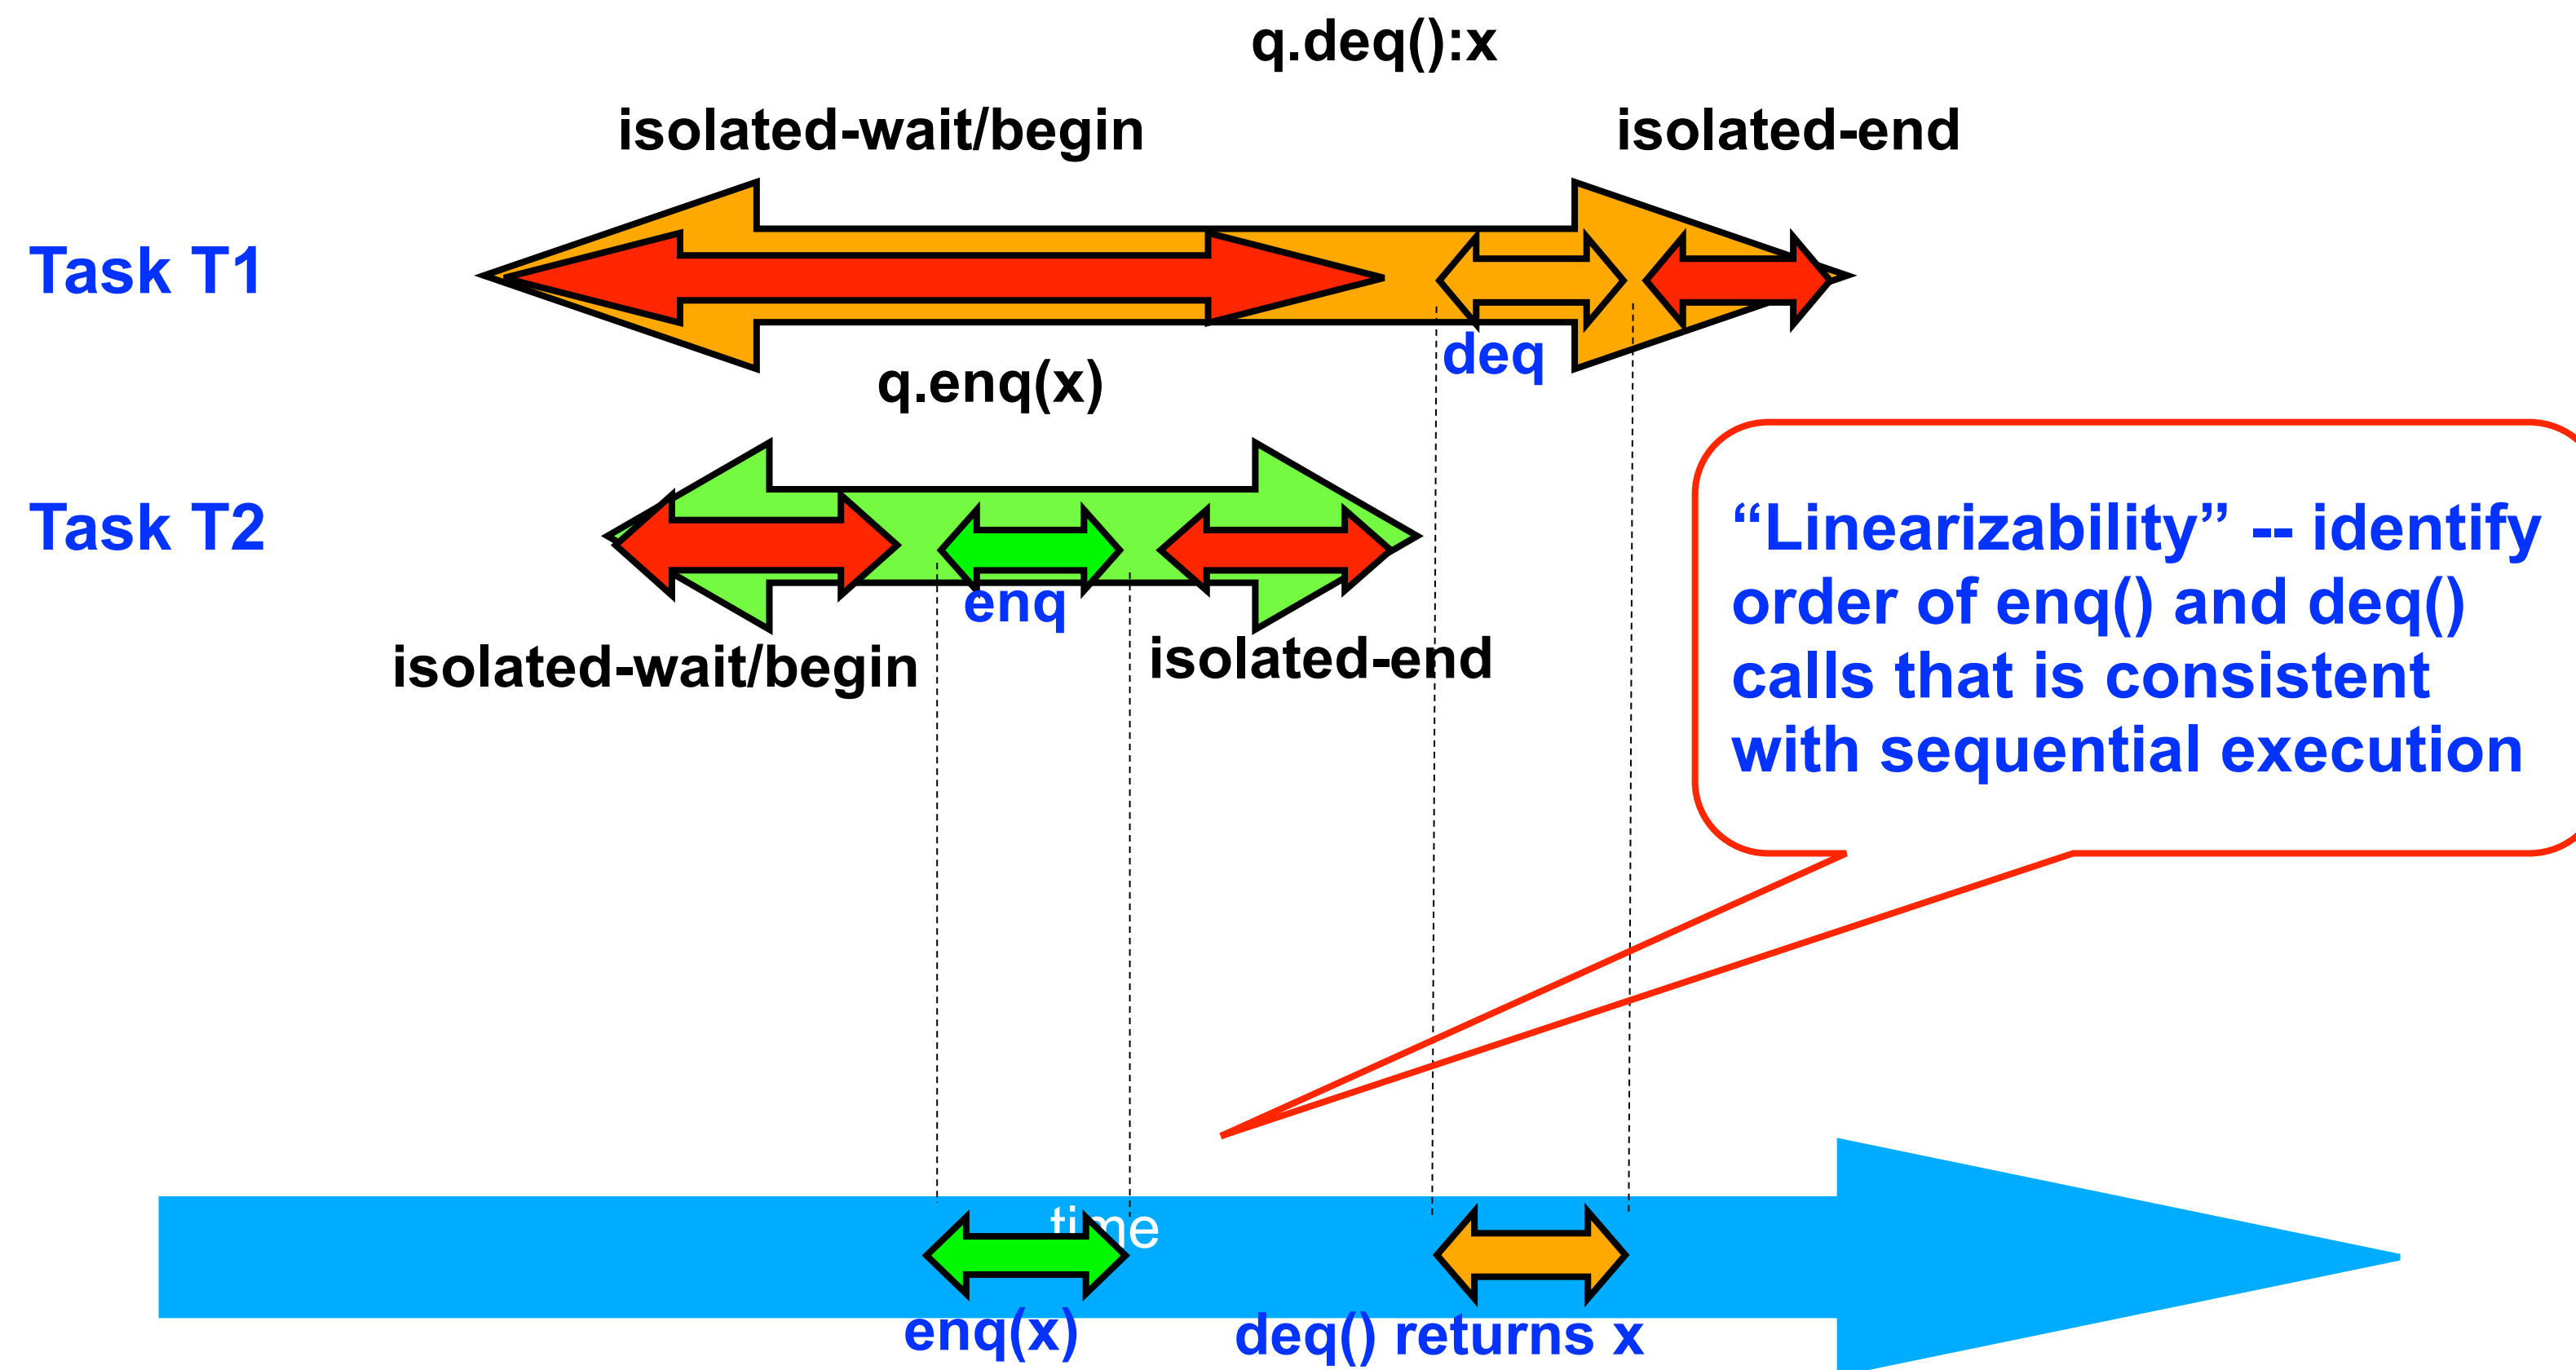 q.deq():x
isolated-wait/begin
isolated-end
Task T1
deq
q.enq(x)
Task T2
enq
isolated-wait/begin
isolated-end
“Linearizability” -- identify
order of enq() and deq()
calls that is consistent
with sequential execution
time
enq(x)
deq() returns x